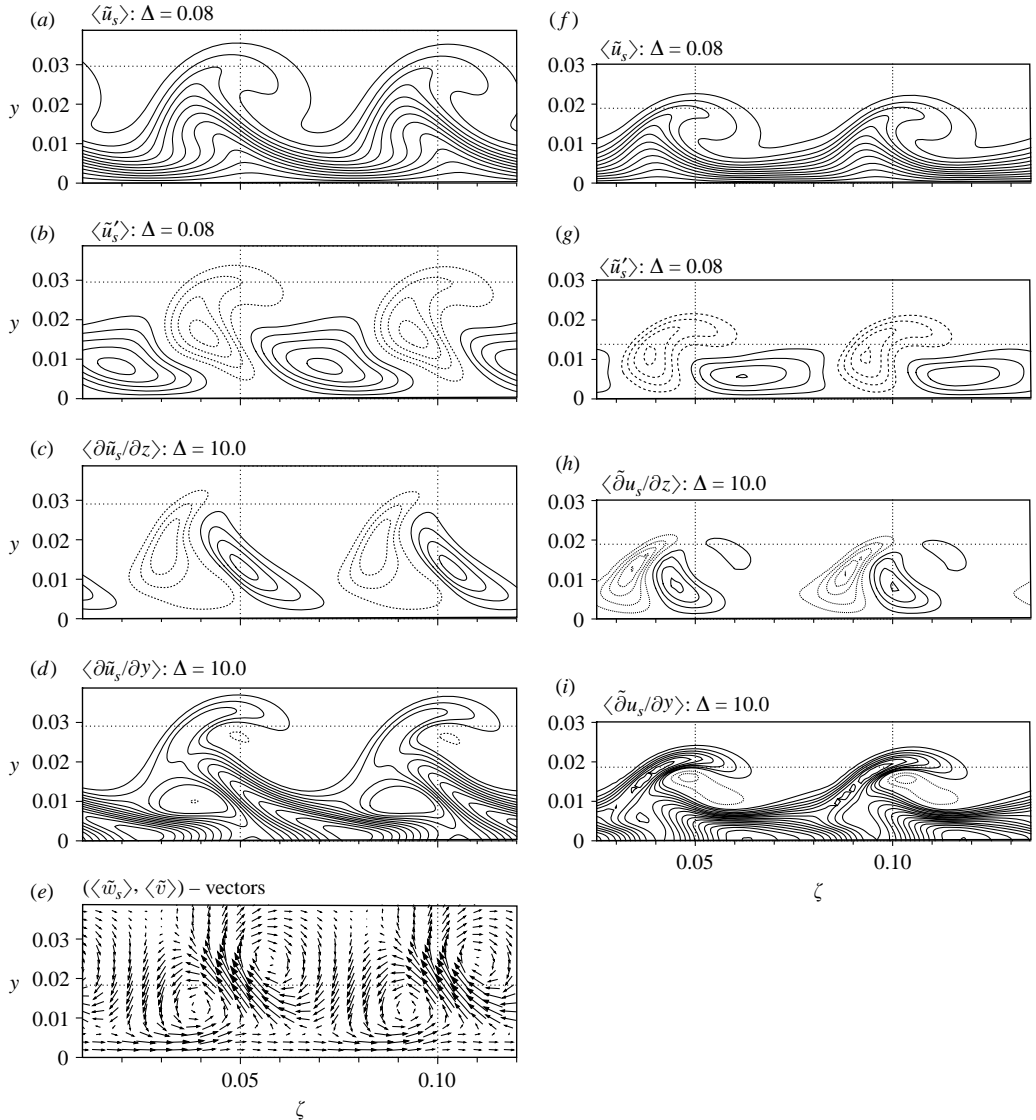 (a) ⟨ũₛ⟩: Δ = 0.08
0.03
y 0.02
0.01
0
(b) ⟨ũₛ′⟩: Δ = 0.08
0.03
y 0.02
0.01
0
(c) ⟨∂ũₛ/∂z⟩: Δ = 10.0
0.03
y 0.02
0.01
0
(d) ⟨∂ũₛ/∂y⟩: Δ = 10.0
0.03
y 0.02
0.01
0
(e) (⟨w̃ₛ⟩, ⟨ṽ⟩) – vectors
0.03
y 0.02
0.01
0
0.05 0.10
ζ
(f)
⟨ũₛ⟩: Δ = 0.08
0.03
0.02
0.01
0
(g)
⟨ũₛ′⟩: Δ = 0.08
0.03
0.02
0.01
0
(h)
⟨∂̃uₛ/∂z⟩: Δ = 10.0
0.03
0.02
0.01
0
(i)
⟨∂̃uₛ/∂y⟩: Δ = 10.0
0.03
0.02
0.01
0
0.05 0.10
ζ